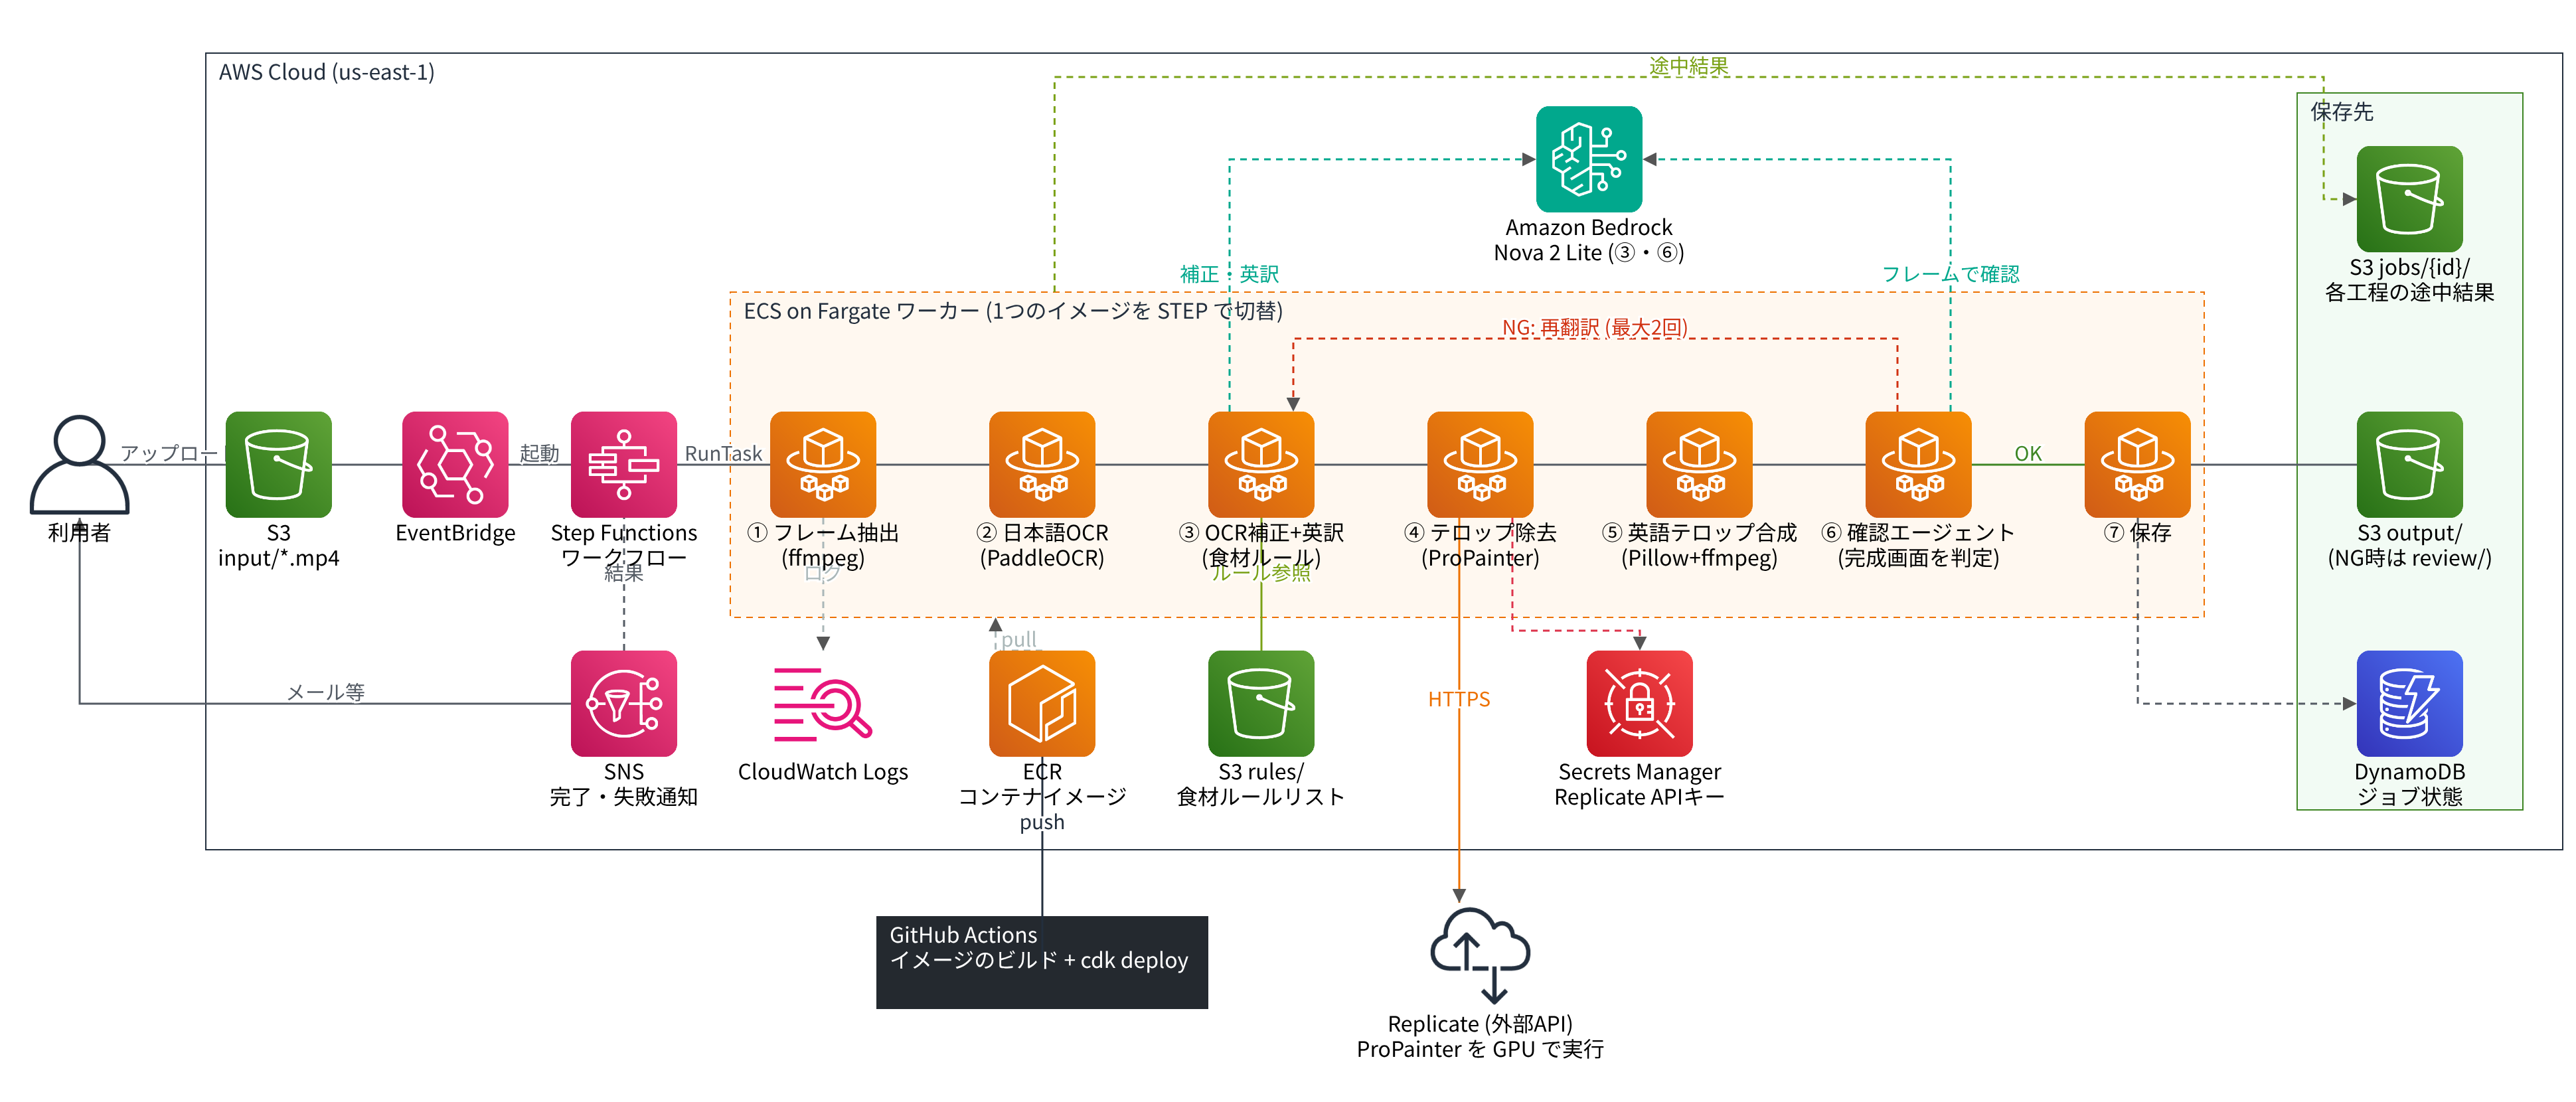 AWS Cloud (us-east-1)
途中結果
保存先
Amazon Bedrock
Nova 2 Lite (③・⑥)
補正・英訳
フレームで確認
S3 jobs/{id}/
各工程の途中結果
ECS on Fargate ワーカー (1つのイメージを STEP で切替)
NG: 再翻訳 (最大2回)
アップロー
起動
RunTask
OK
利用者
S3
input/*.mp4
EventBridge
Step Functions
ワークフロー
結果
① フレーム抽出
(ffmpeg)
ログ
② 日本語OCR
(PaddleOCR)
③ OCR補正+英訳
(食材ルール)
ルール参照
④ テロップ除去
(ProPainter)
⑤ 英語テロップ合成
(Pillow+ffmpeg)
⑥ 確認エージェント
(完成画面を判定)
⑦ 保存
S3 output/
(NG時は review/)
pull
メール等
HTTPS
SNS
完了・失敗通知
CloudWatch Logs
ECR
コンテナイメージ
push
S3 rules/
食材ルールリスト
Secrets Manager
Replicate APIキー
DynamoDB
ジョブ状態
GitHub Actions
イメージのビルド + cdk deploy
Replicate (外部API)
ProPainter を GPU で実行